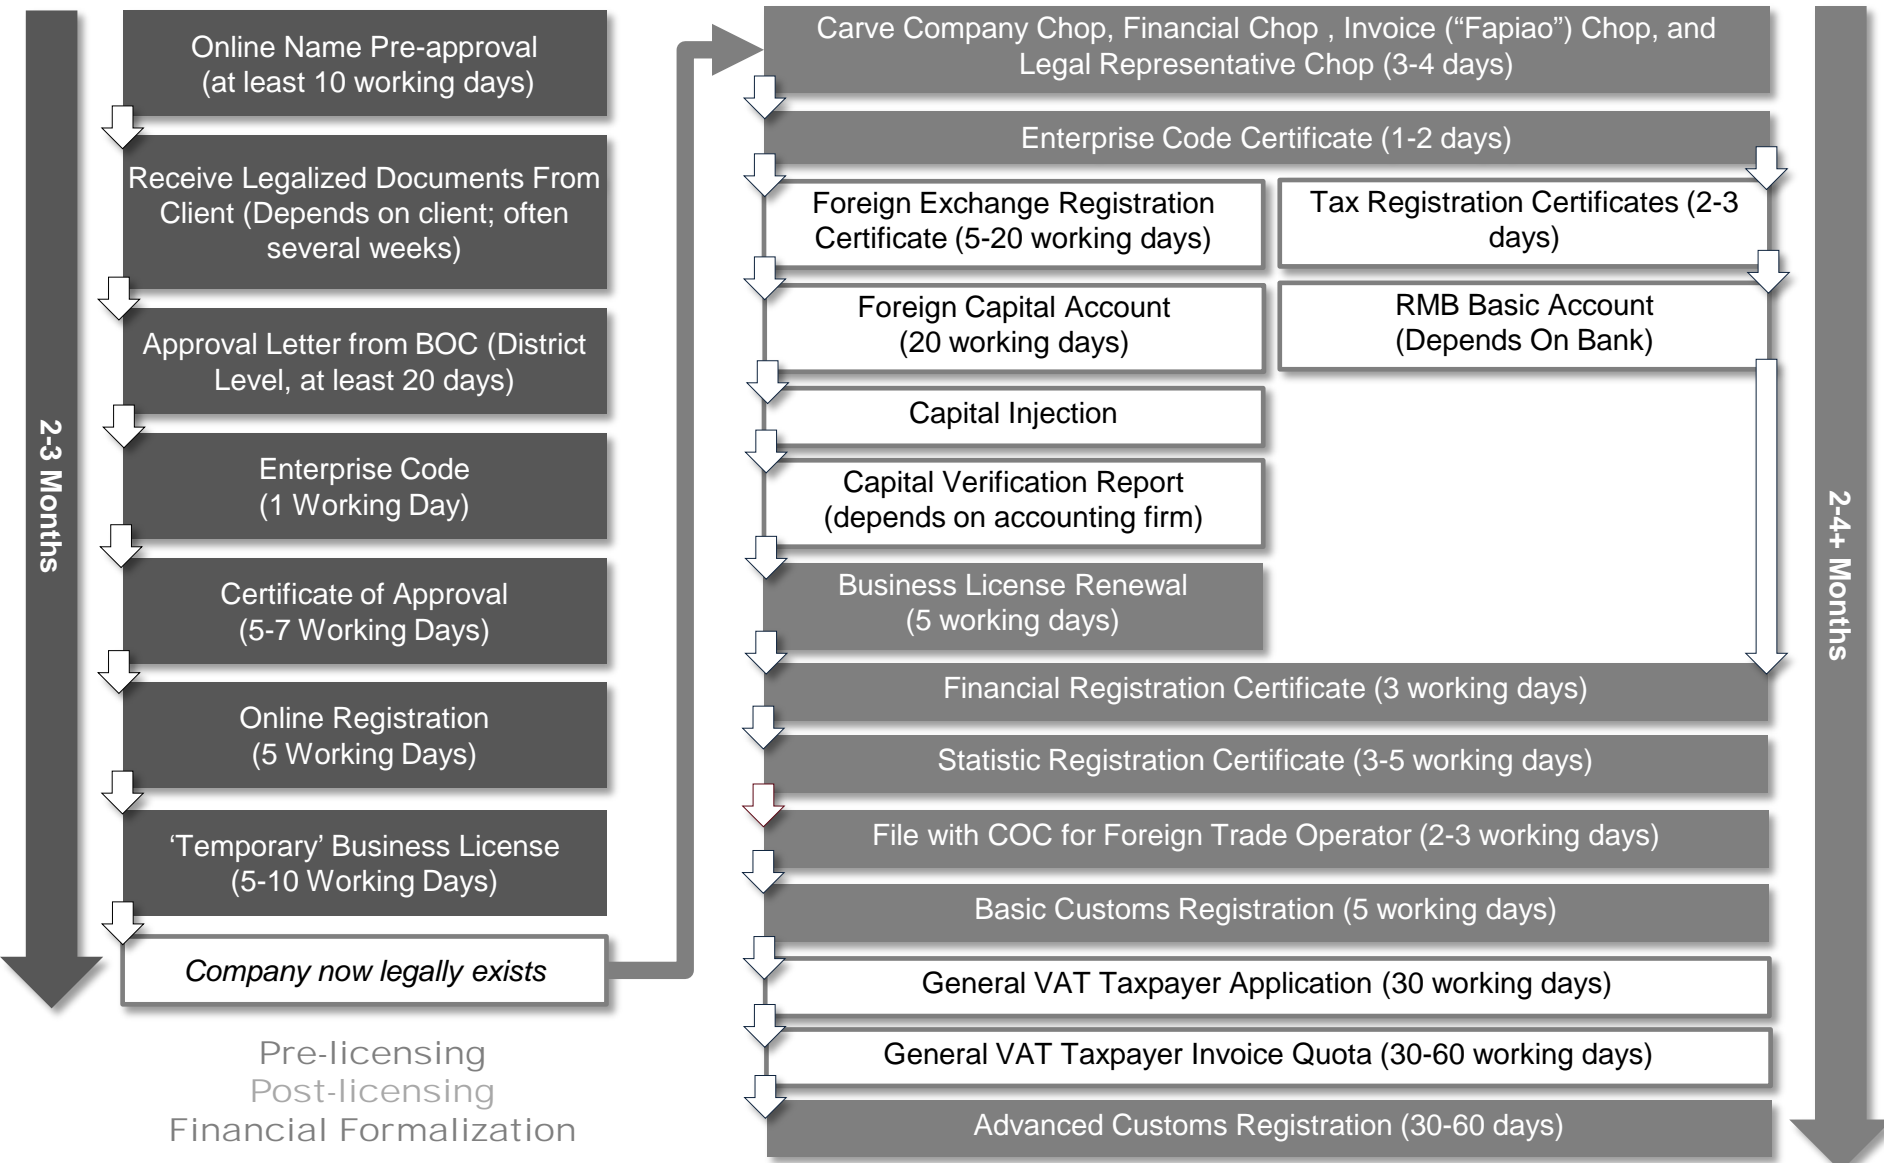 Online Name Pre-approval
(at least 10 working days)
Receive Legalized Documents From
Client (Depends on client; often
several weeks)
Approval Letter from BOC (District
Level, at least 20 days)
Enterprise Code
(1 Working Day)
Certificate of Approval
(5-7 Working Days)
Online Registration
(5 Working Days)
‘Temporary’ Business License
(5-10 Working Days)
Company now legally exists
2-3 Months
Pre-licensing
Post-licensing
Financial Formalization
Carve Company Chop, Financial Chop , Invoice (“Fapiao”) Chop, and
Legal Representative Chop (3-4 days)
Enterprise Code Certificate (1-2 days)
Foreign Exchange Registration
Certificate (5-20 working days)
Tax Registration Certificates (2-3
days)
Foreign Capital Account
(20 working days)
RMB Basic Account
(Depends On Bank)
Capital Injection
Capital Verification Report
(depends on accounting firm)
Business License Renewal
(5 working days)
Financial Registration Certificate (3 working days)
Statistic Registration Certificate (3-5 working days)
File with COC for Foreign Trade Operator (2-3 working days)
Basic Customs Registration (5 working days)
General VAT Taxpayer Application (30 working days)
General VAT Taxpayer Invoice Quota (30-60 working days)
Advanced Customs Registration (30-60 days)
2-4+ Months